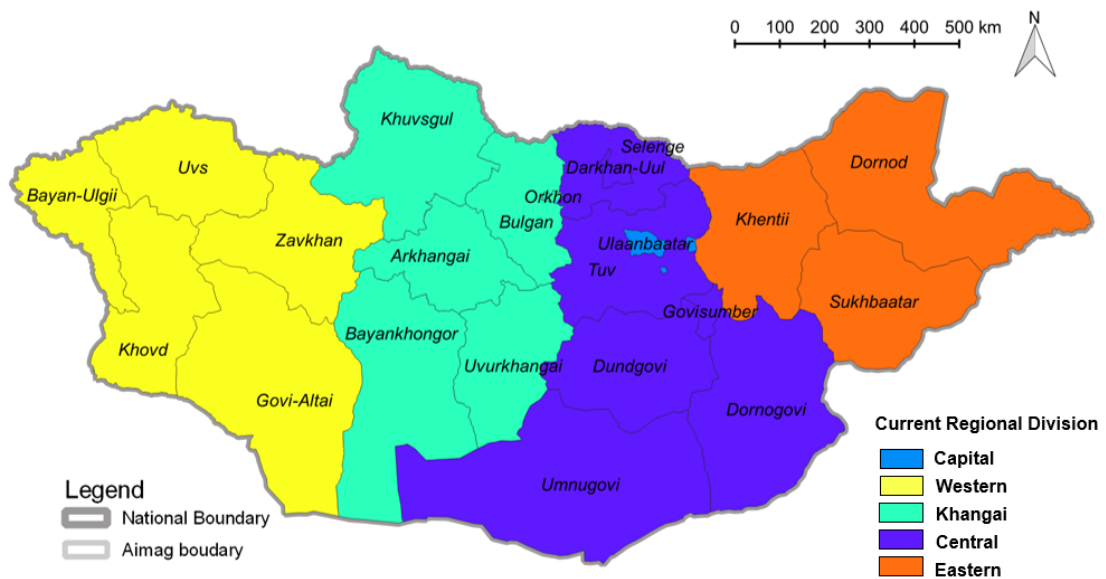 0 100 200 300 400 500 km
N
Khuvsgul
Selenge
Darkhan-Uul
Uvs
Dornod
Bayan-Ulgii
Orkhon
Bulgan
Khentii
Zavkhan
Ulaanbaatar
Arkhangai
Tuv
Sukhbaatar
Govisumber
Bayankhongor
Khovd
Uvurkhangai
Dundgovi
Govi-Altai
Dornogovi
Umnugovi
Current Regional Division
Capital
Western
Khangai
Central
Eastern
Legend
National Boundary
Aimag boudary